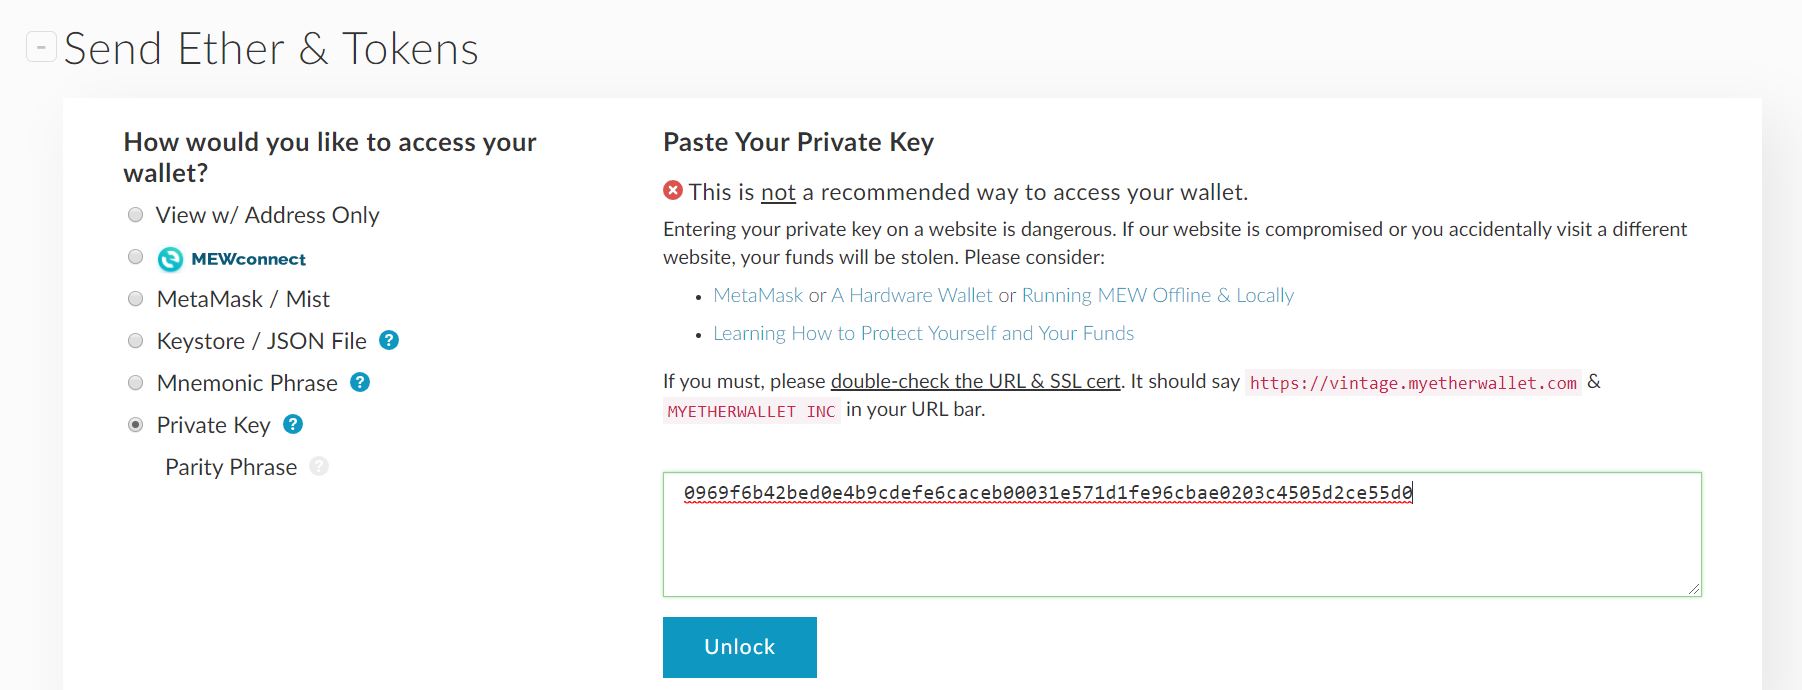 -
Send Ether & Tokens
How would you like to access your
wallet?
View w/ Address Only
MEWconnect
MetaMask / Mist
Keystore / JSON File ?
Mnemonic Phrase ?
Private Key ?
Parity Phrase ?
Paste Your Private Key
This is not a recommended way to access your wallet.
Entering your private key on a website is dangerous. If our website is compromised or you accidentally visit a different
website, your funds will be stolen. Please consider:
• MetaMask or A Hardware Wallet or Running MEW Offline & Locally
• Learning How to Protect Yourself and Your Funds
If you must, please double-check the URL & SSL cert. It should say https://vintage.myetherwallet.com &
MYETHERWALLET INC in your URL bar.
0969f6b42bed0e4b9cdefe6caceb00031e571d1fe96cbae0203c4505d2ce55d0
Unlock